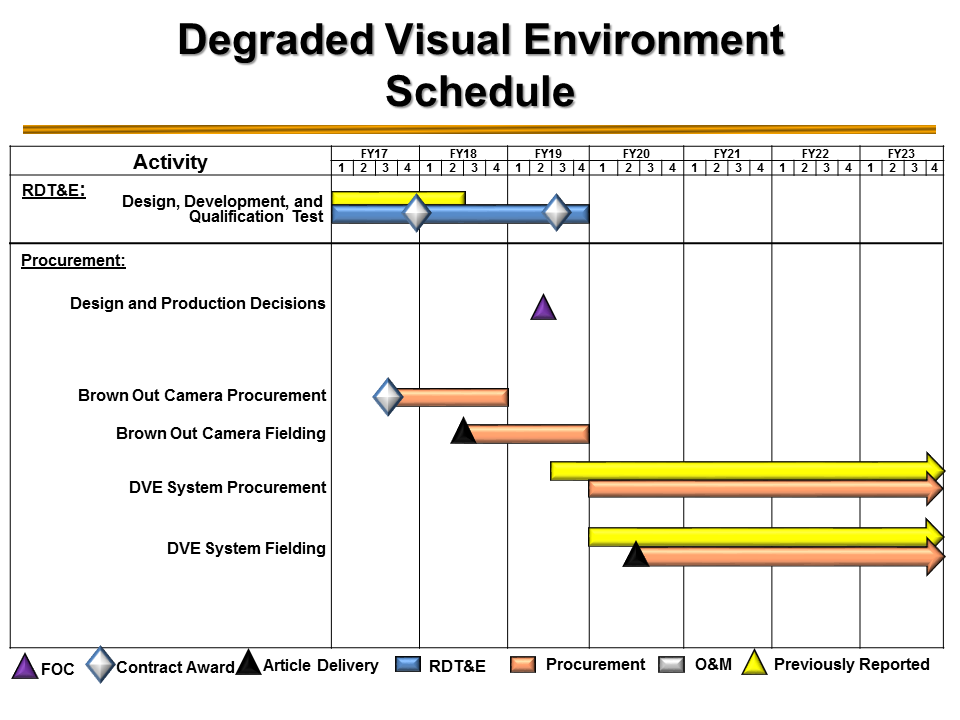 Degraded Visual Environment
Schedule
Activity
FY17 FY18 FY19 FY20 FY21 FY22 FY23
1 2 3 4 1 2 3 4 1 2 3 4 1 2 3 4 1 2 3 4 1 2 3 4 1 2 3 4
RDT&E:
Design, Development, and
Qualification Test
Procurement:
Design and Production Decisions
Brown Out Camera Procurement
Brown Out Camera Fielding
DVE System Procurement
DVE System Fielding
FOC Contract Award Article Delivery RDT&E Procurement O&M Previously Reported